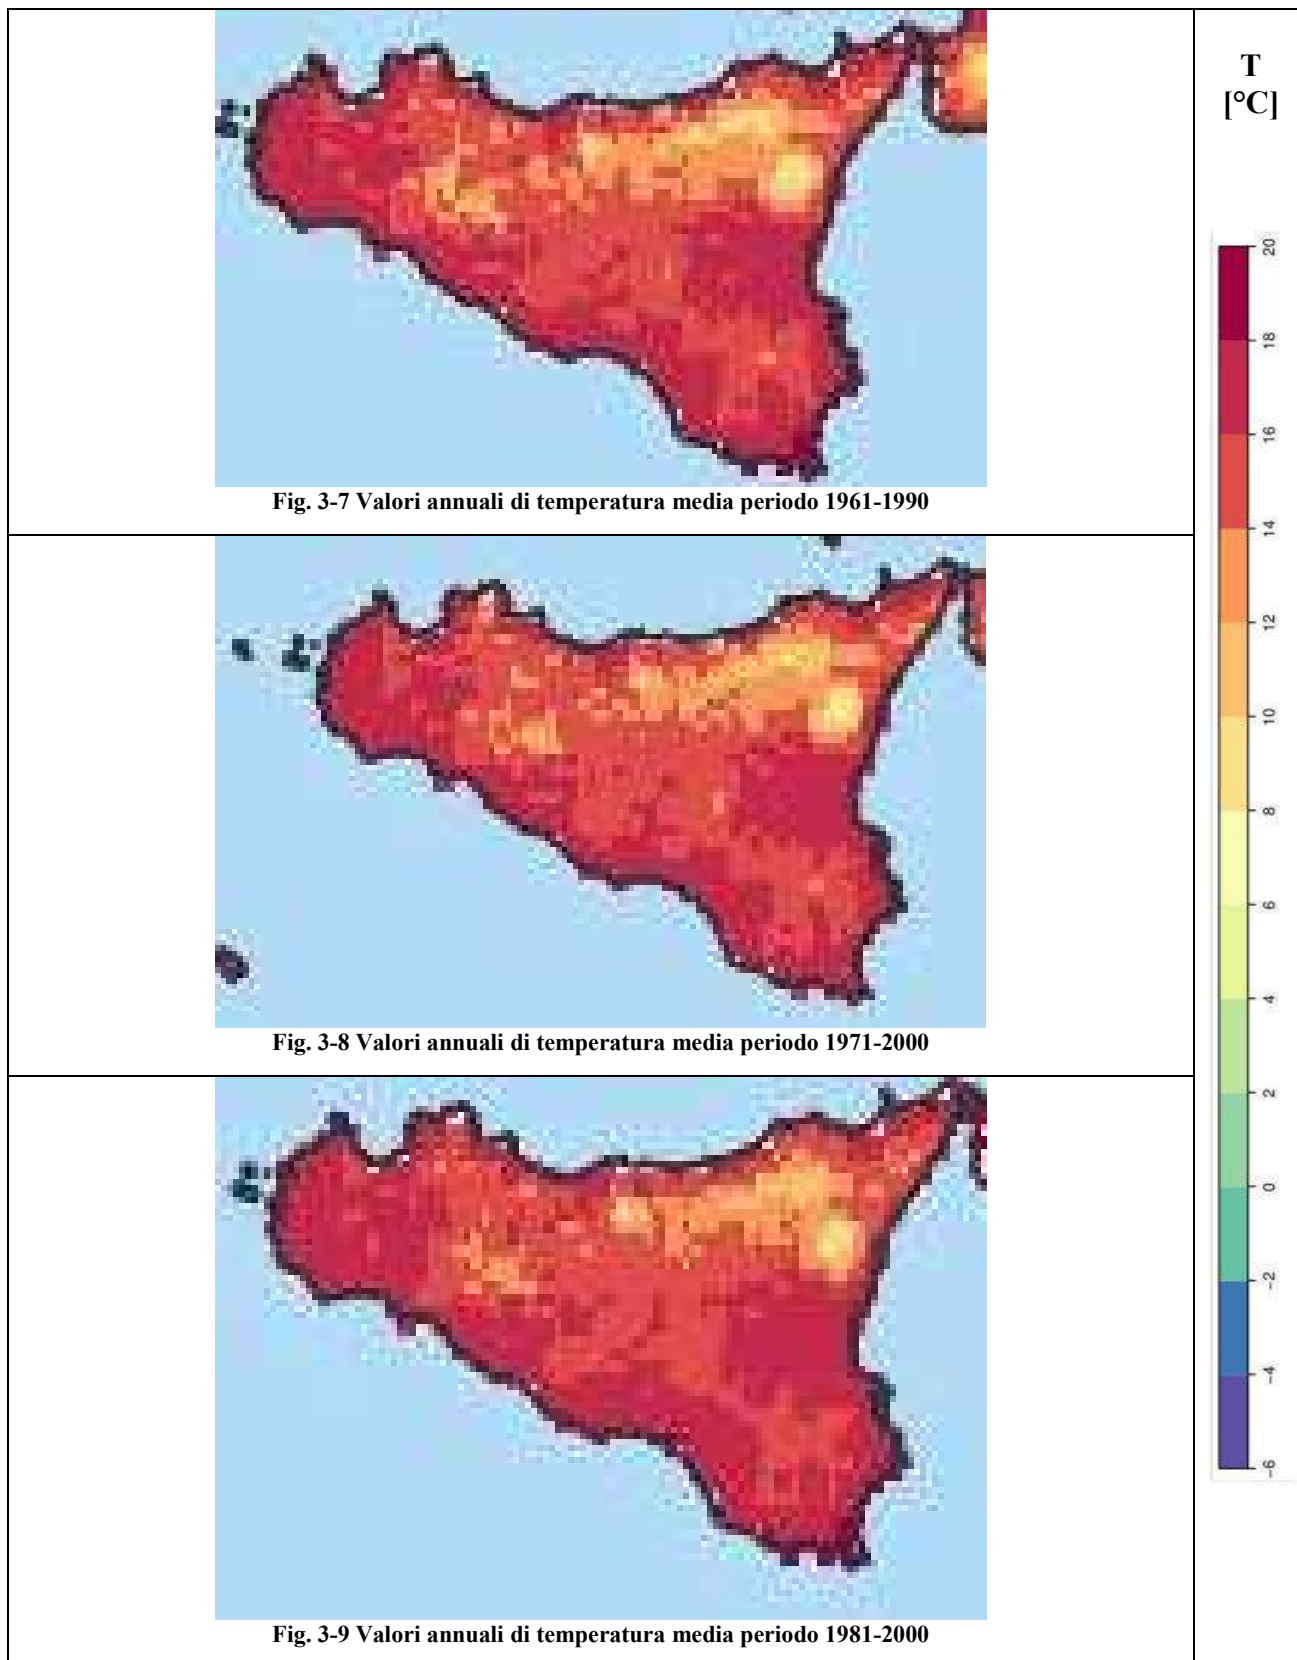 T
[°C]
20
18
16
14
12
10
8
6
4
2
0
−2
−4
−6
Fig. 3-7 Valori annuali di temperatura media periodo 1961-1990
Fig. 3-8 Valori annuali di temperatura media periodo 1971-2000
Fig. 3-9 Valori annuali di temperatura media periodo 1981-2000